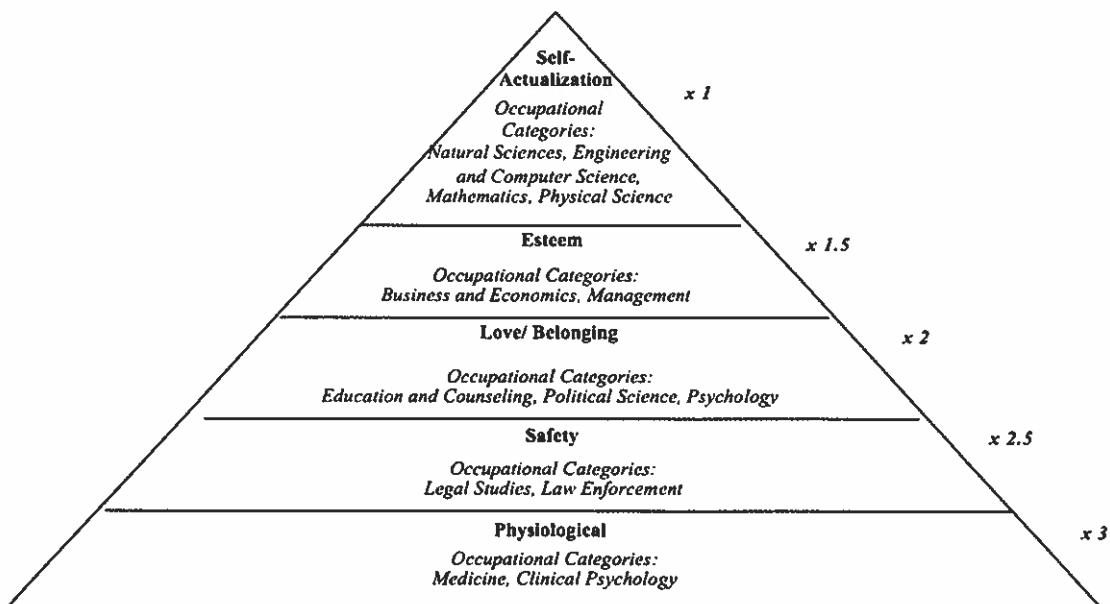 Self-
Actualization
x 1
Occupational
Categories:
Natural Sciences, Engineering
and Computer Science,
Mathematics, Physical Science
Esteem
x 1.5
Occupational Categories:
Business and Economics, Management
Love/ Belonging
x 2
Occupational Categories:
Education and Counseling, Political Science, Psychology
Safety
x 2.5
Occupational Categories:
Legal Studies, Law Enforcement
Physiological
x 3
Occupational Categories:
Medicine, Clinical Psychology